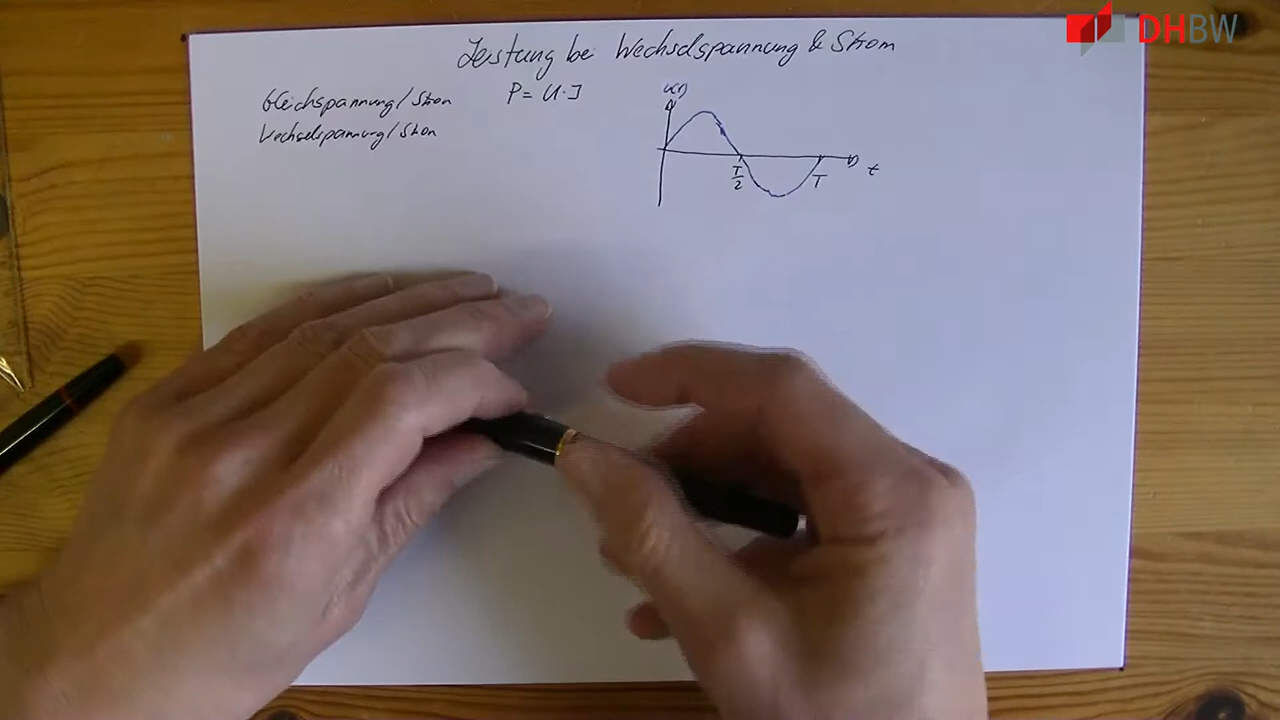 DHBW
Leistung bei Wechselspannung & Strom
Gleichspannung/Strom P = U·I
Wechselspannung/Strom
u(t)
T/2
T
t